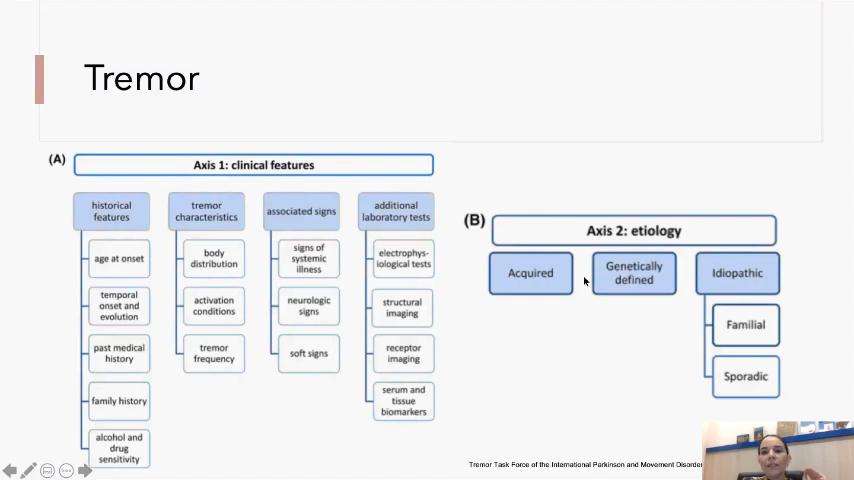 Tremor
(A)
Axis 1: clinical features
historical
features
age at onset
temporal
onset and
evolution
past medical
history
family history
alcohol and
drug
sensitivity
tremor
characteristics
body
distribution
activation
conditions
tremor
frequency
associated signs
signs of
systemic
illness
neurologic
signs
soft signs
additional
laboratory tests
electrophys-
iological tests
structural
imaging
receptor
imaging
serum and
tissue
biomarkers
(B)
Axis 2: etiology
Acquired
Genetically
defined
Idiopathic
Familial
Sporadic
Tremor Task Force of the International Parkinson and Movement Disorder